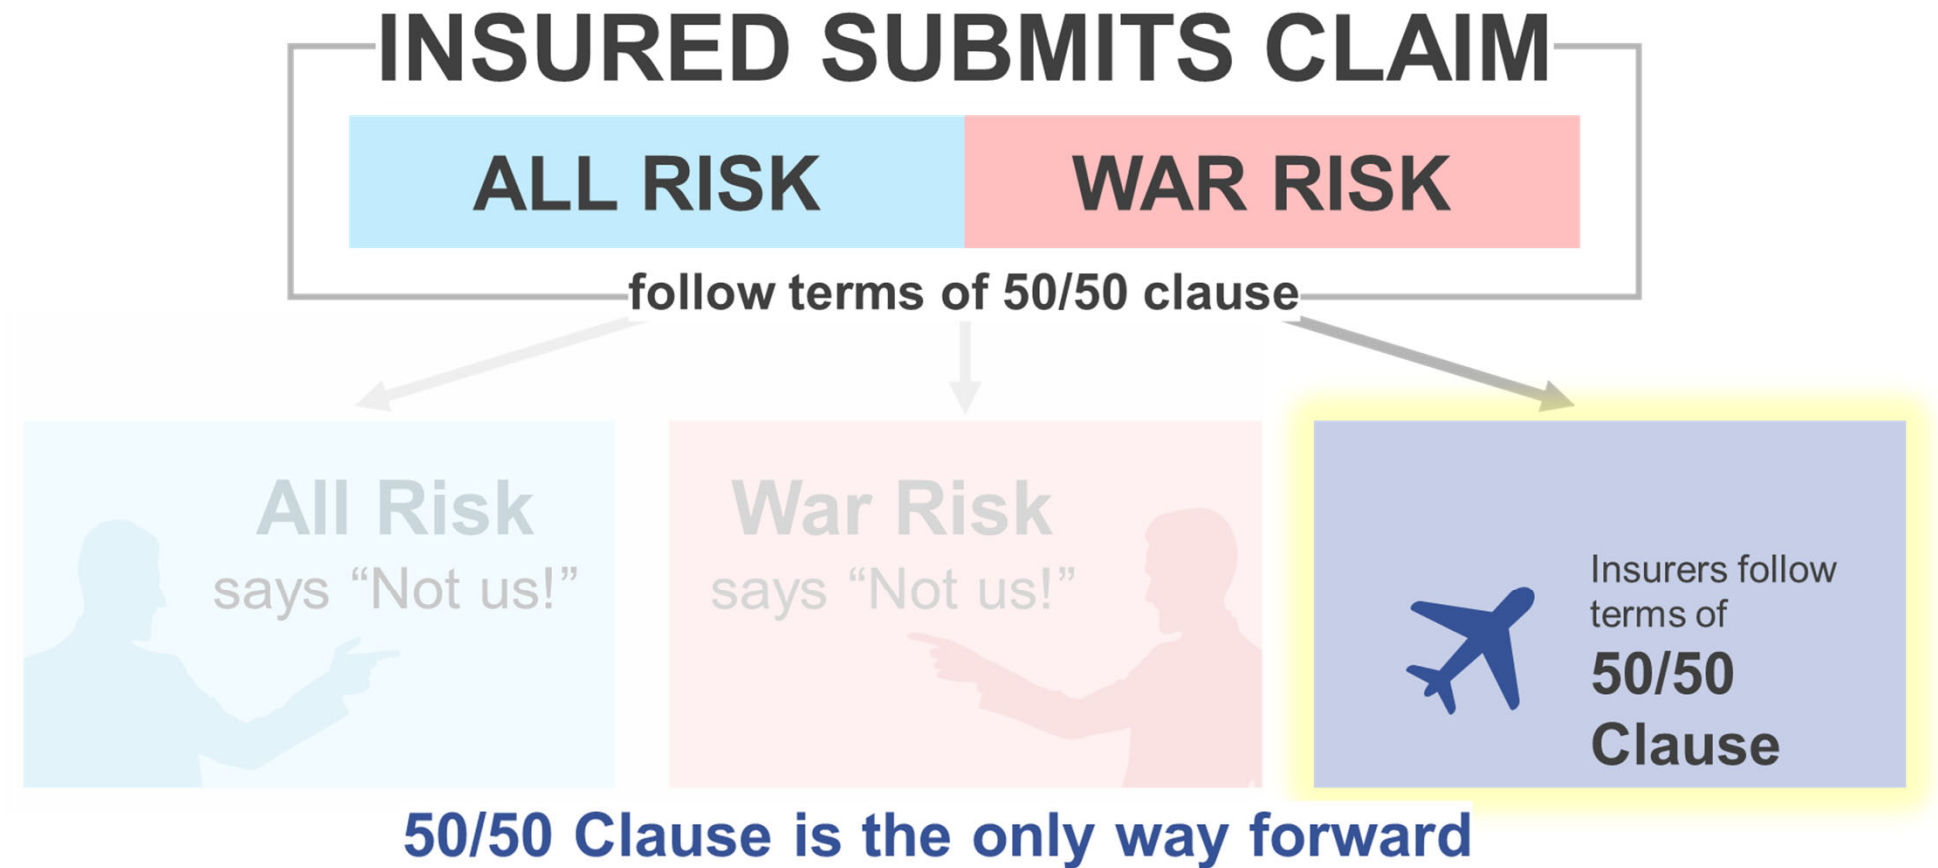 INSURED SUBMITS CLAIM
ALL RISK
WAR RISK
follow terms of 50/50 clause
All Risk
says “Not us!”
War Risk
says “Not us!”
Insurers follow
terms of
50/50
Clause
50/50 Clause is the only way forward